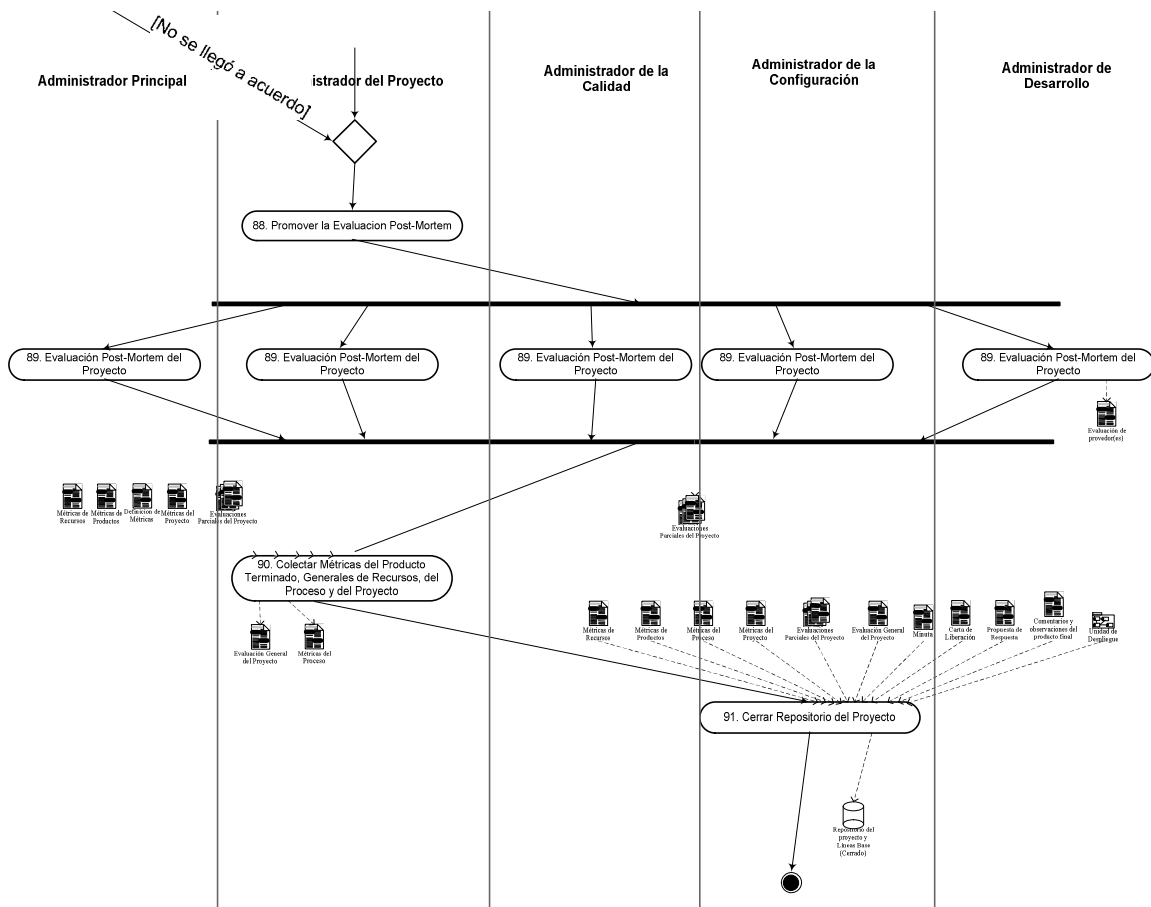 [No se llegó a acuerdo]
Administrador Principal
istrador del Proyecto
Administrador de la
Calidad
Administrador de la
Configuración
Administrador de
Desarrollo
88. Promover la Evaluacion Post-Mortem
89. Evaluación Post-Mortem del
Proyecto
89. Evaluación Post-Mortem del
Proyecto
89. Evaluación Post-Mortem del
Proyecto
89. Evaluación Post-Mortem del
Proyecto
89. Evaluación Post-Mortem del
Proyecto
Evaluación de
provedor(es)
Métricas de
Recursos
Métricas de
Productos
Definición de
Métricas
Métricas del
Proyecto
Evaluaciones
Parciales del Proyecto
Evaluaciones
Parciales del Proyecto
90. Colectar Métricas del Producto
Terminado, Generales de Recursos, del
Proceso y del Proyecto
Evaluación General
del Proyecto
Métricas del
Proceso
Métricas de
Recursos
Métricas de
Productos
Métricas del
Proceso
Métricas del
Proyecto
Evaluaciones
Parciales del Proyecto
Evaluación General
del Proyecto
Minuta
Carta de
Liberación
Propuesta de
Respuesta
Comentarios y
observaciones del
producto final
Unidad de
Despliegue
91. Cerrar Repositorio del Proyecto
Repositorio del
proyecto y
Líneas Base
(Cerrado)